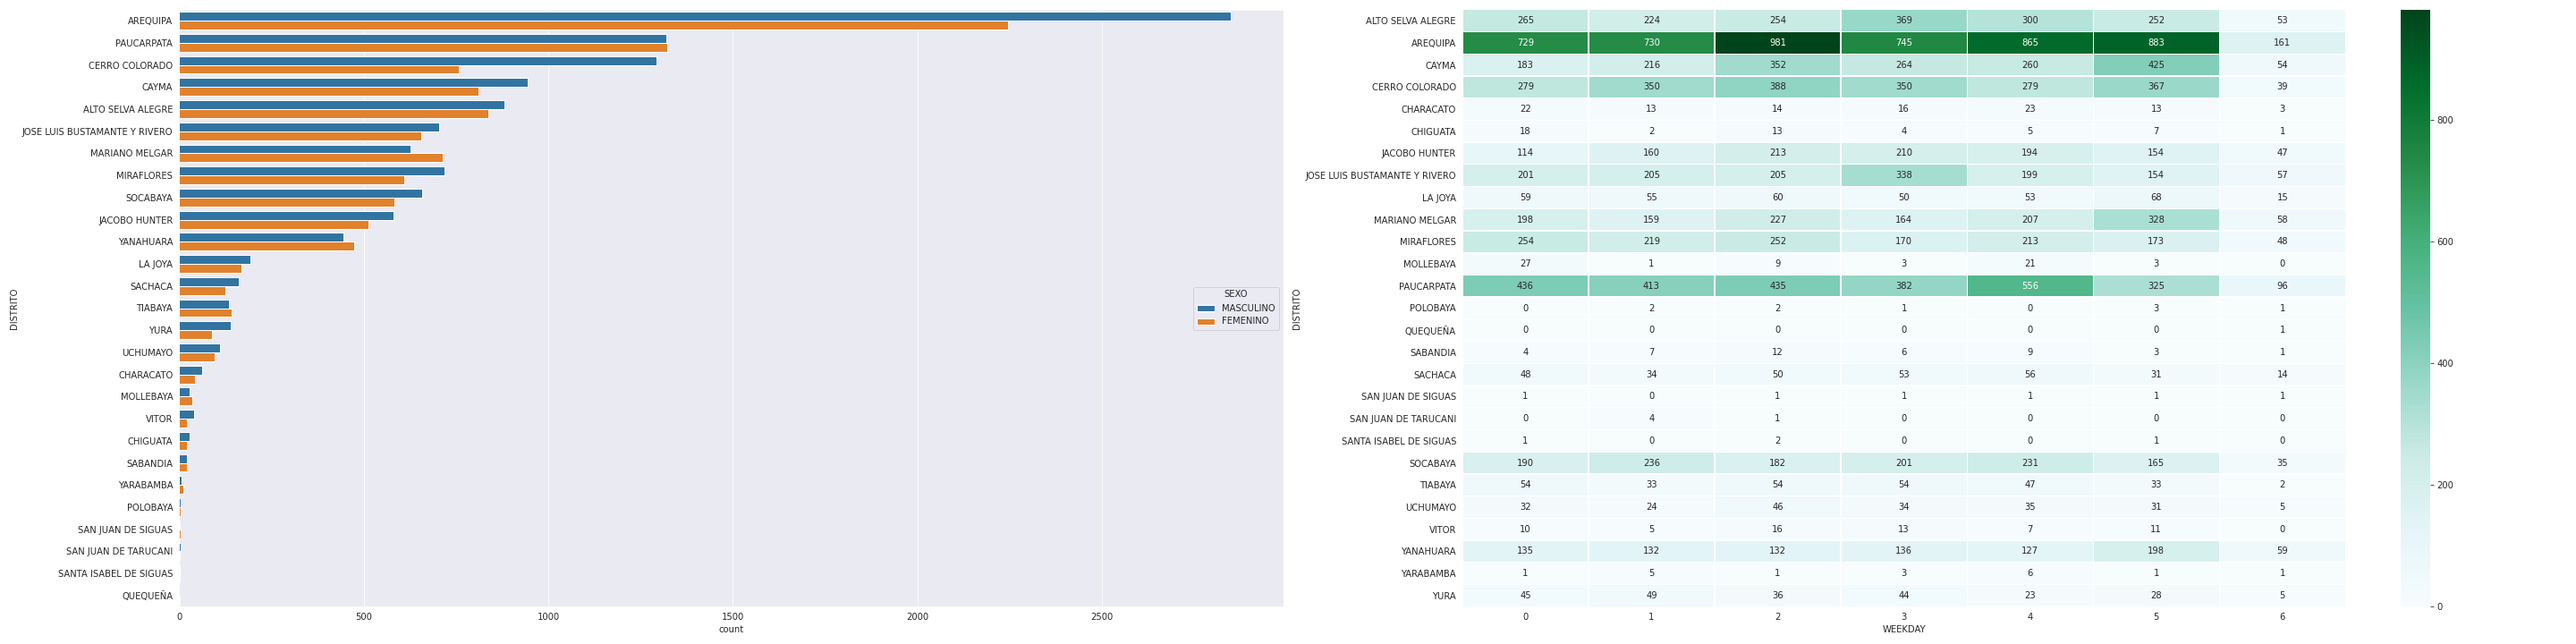 AREQUIPA
PAUCARPATA
CERRO COLORADO
CAYMA
ALTO SELVA ALEGRE
JOSE LUIS BUSTAMANTE Y RIVERO
MARIANO MELGAR
MIRAFLORES
SOCABAYA
JACOBO HUNTER
YANAHUARA
LA JOYA
SACHACA
TIABAYA
YURA
UCHUMAYO
CHARACATO
MOLLEBAYA
VITOR
CHIGUATA
SABANDIA
YARABAMBA
POLOBAYA
SAN JUAN DE SIGUAS
SAN JUAN DE TARUCANI
SANTA ISABEL DE SIGUAS
QUEQUEÑA
DISTRITO
0 500 1000 1500 2000 2500
count
SEXO
MASCULINO
FEMENINO
DISTRITO
ALTO SELVA ALEGRE 265 224 254 369 300 252 53
AREQUIPA 729 730 981 745 865 883 161
CAYMA 183 216 352 264 260 425 54
CERRO COLORADO 279 350 388 350 279 367 39
CHARACATO 22 13 14 16 23 13 3
CHIGUATA 18 2 13 4 5 7 1
JACOBO HUNTER 114 160 213 210 194 154 47
JOSE LUIS BUSTAMANTE Y RIVERO 201 205 205 338 199 154 57
LA JOYA 59 55 60 50 53 68 15
MARIANO MELGAR 198 159 227 164 207 328 58
MIRAFLORES 254 219 252 170 213 173 48
MOLLEBAYA 27 1 9 3 21 3 0
PAUCARPATA 436 413 435 382 556 325 96
POLOBAYA 0 2 2 1 0 3 1
QUEQUEÑA 0 0 0 0 0 0 1
SABANDIA 4 7 12 6 9 3 1
SACHACA 48 34 50 53 56 31 14
SAN JUAN DE SIGUAS 1 0 1 1 1 1 1
SAN JUAN DE TARUCANI 0 4 1 0 0 0 0
SANTA ISABEL DE SIGUAS 1 0 2 0 0 1 0
SOCABAYA 190 236 182 201 231 165 35
TIABAYA 54 33 54 54 47 33 2
UCHUMAYO 32 24 46 34 35 31 5
VITOR 10 5 16 13 7 11 0
YANAHUARA 135 132 132 136 127 198 59
YARABAMBA 1 5 1 3 6 1 1
YURA 45 49 36 44 23 28 5
0 1 2 3 4 5 6
WEEKDAY
800
600
400
200
0